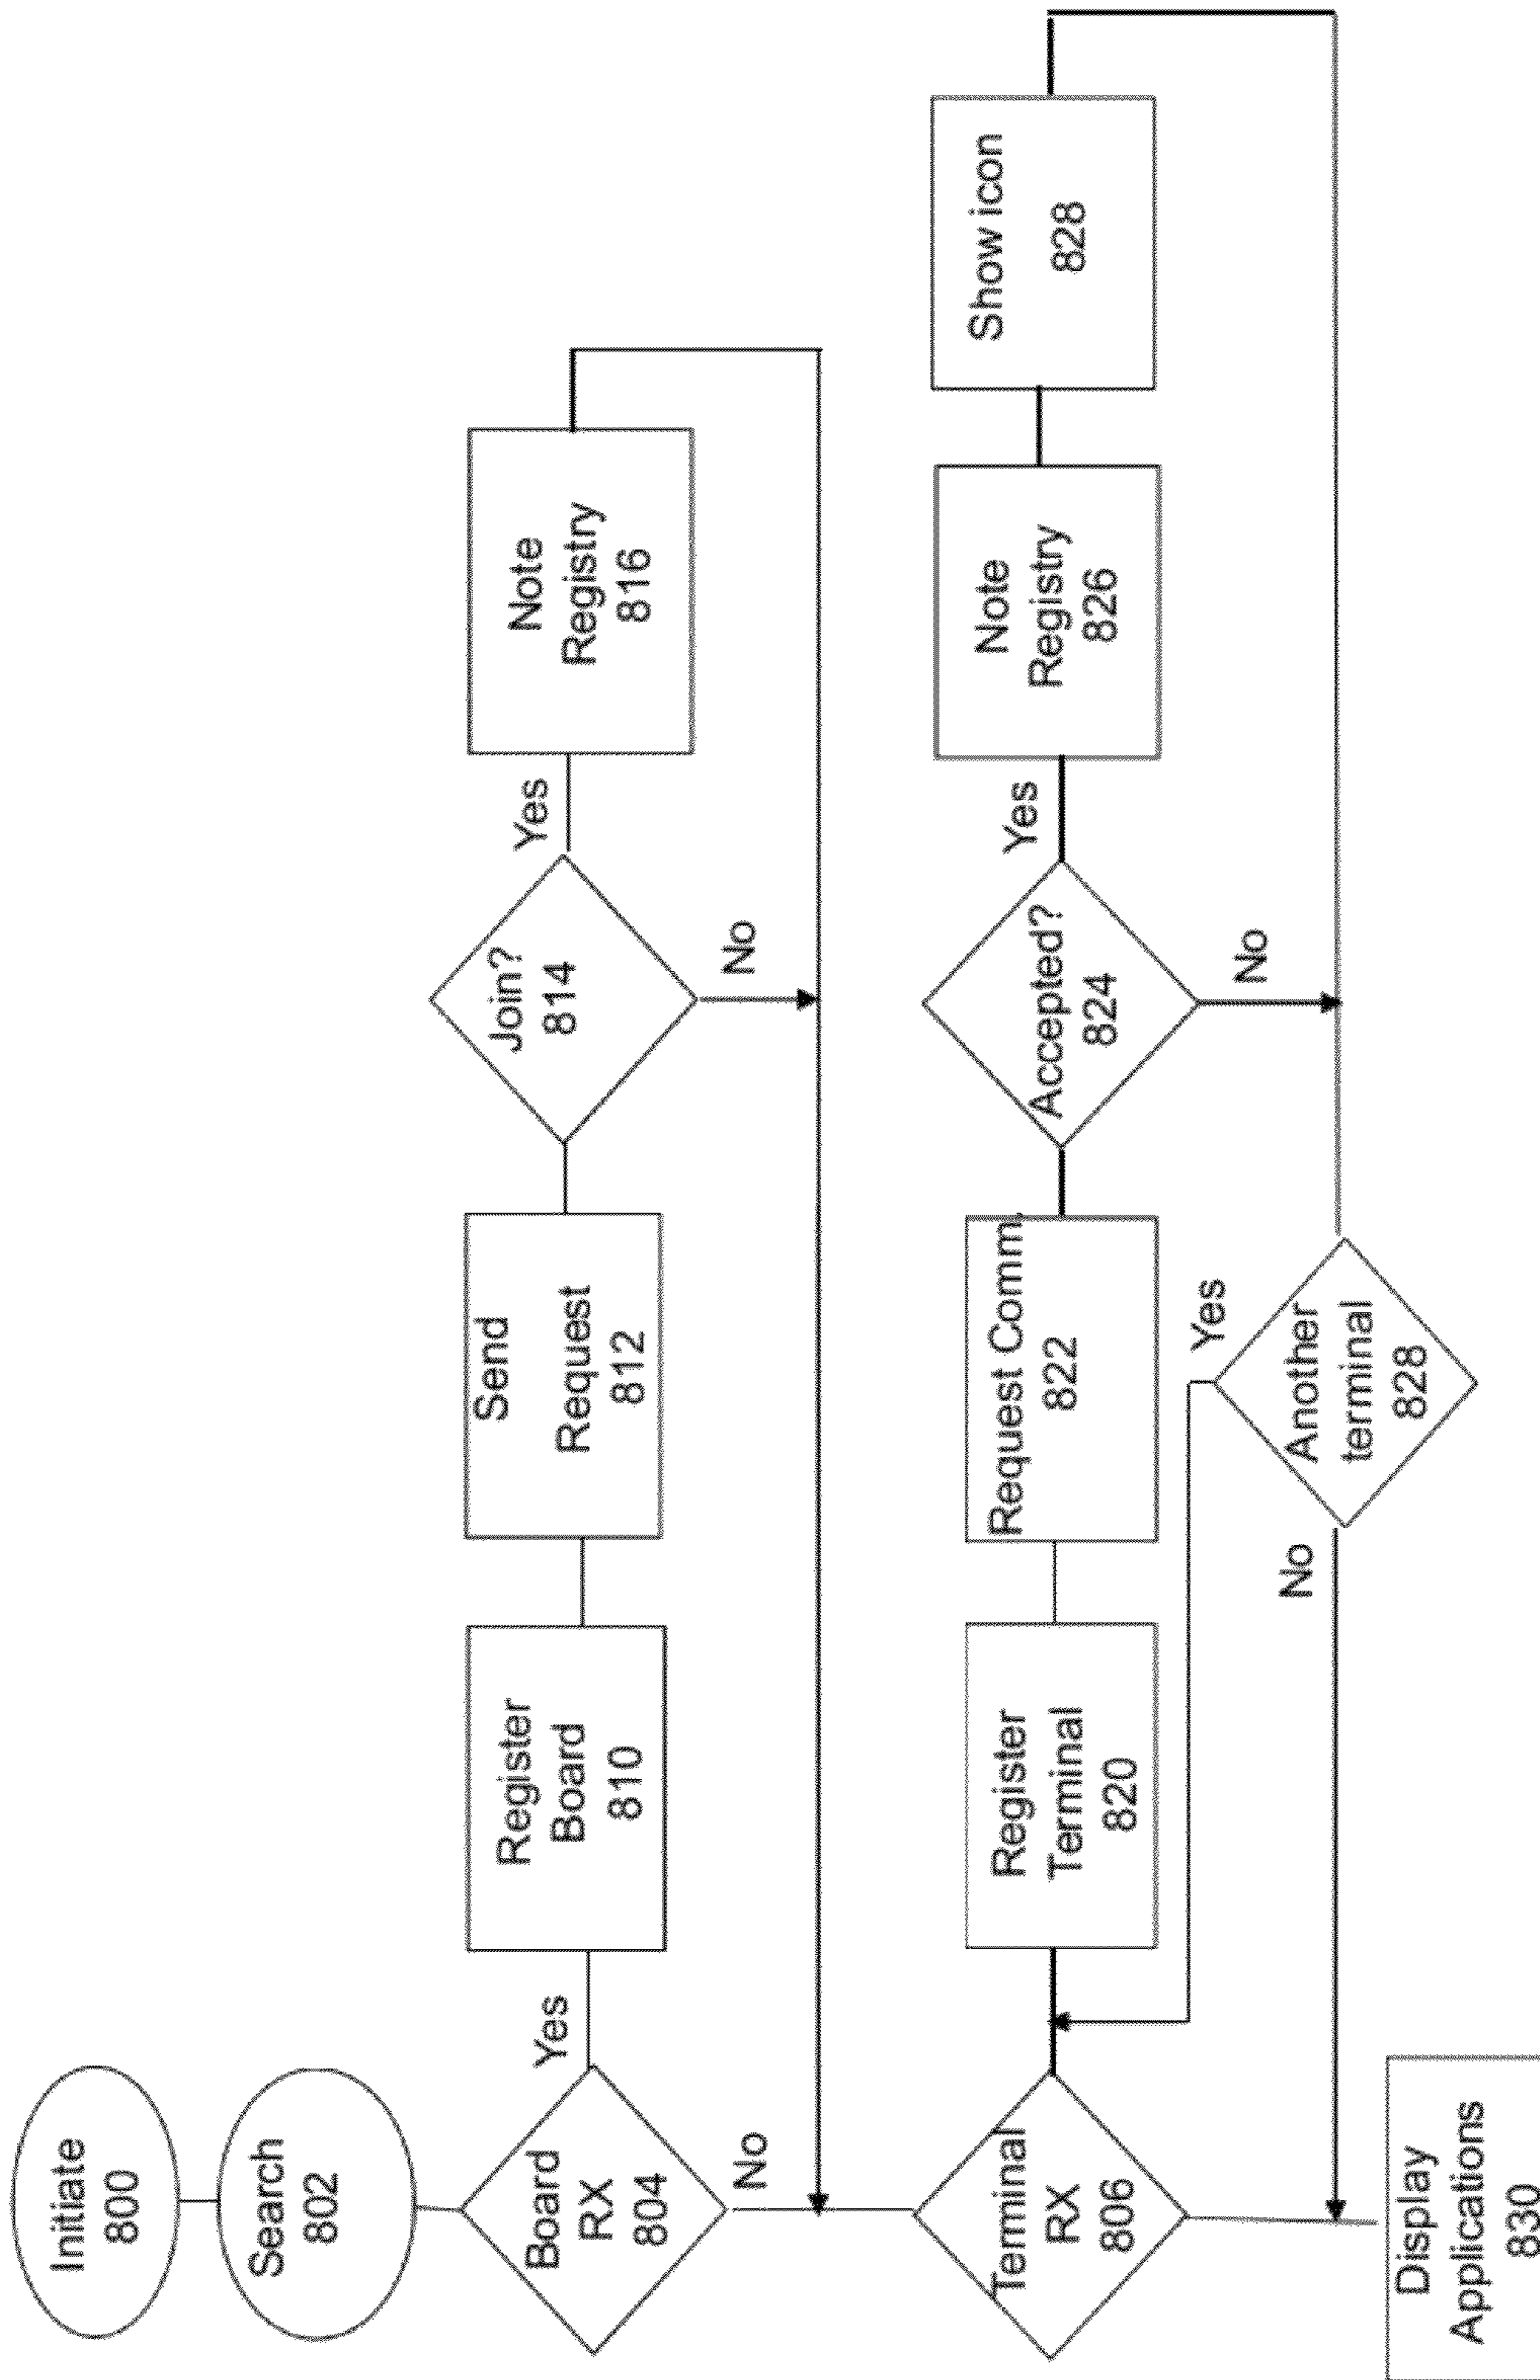 Initiate
800
Search
802
Board
RX
804
Yes
No
Register
Board
810
Send
Request
812
Join?
814
Yes
No
Note
Registry
816
Terminal
RX
806
Register
Terminal
820
Request Comm.
822
Accepted?
824
Yes
No
Note
Registry
826
Show icon
828
Another
terminal
828
Yes
No
Display
Applications
830